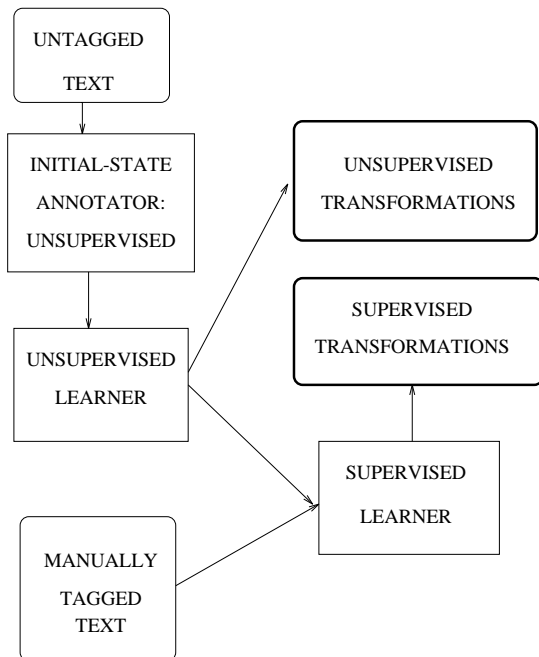 UNTAGGED
TEXT
INITIAL-STATE
ANNOTATOR:
UNSUPERVISED
UNSUPERVISED
TRANSFORMATIONS
SUPERVISED
TRANSFORMATIONS
UNSUPERVISED
LEARNER
SUPERVISED
LEARNER
MANUALLY
TAGGED
TEXT